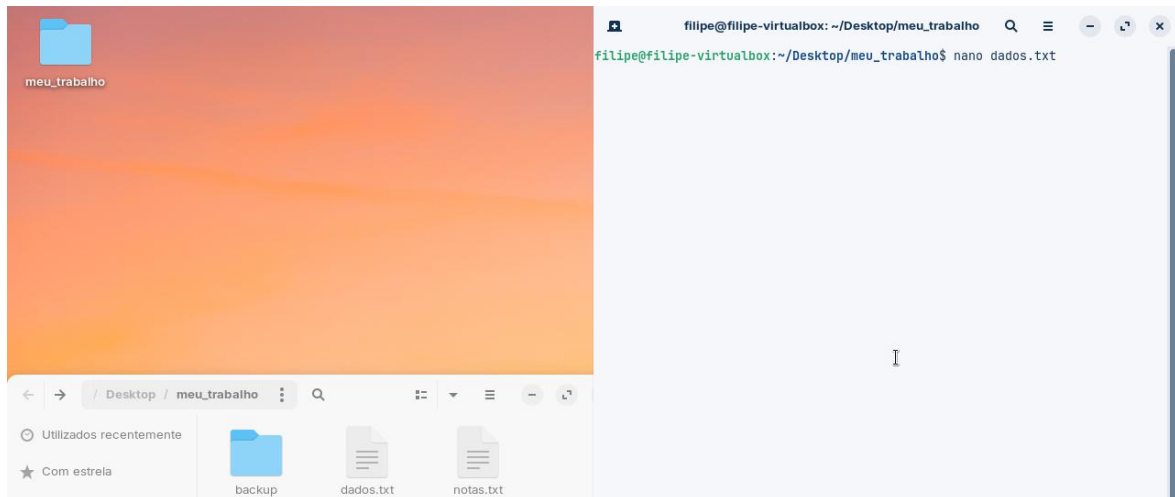 meu_trabalho
filipe@filipe-virtualbox: ~/Desktop/meu_trabalho
filipe@filipe-virtualbox:~/Desktop/meu_trabalho$ nano dados.txt
/ Desktop / meu_trabalho
Utilizados recentemente
Com estrela
backup
dados.txt
notas.txt